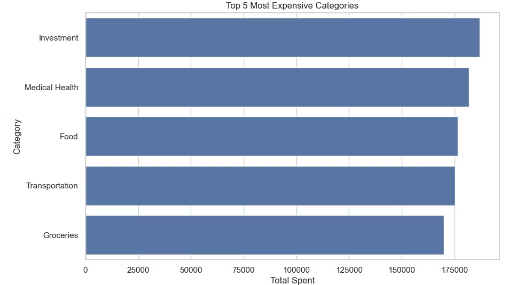 Top 5 Most Expensive Categories
Category
Investment
Medical Health
Food
Transportation
Groceries
0 25000 50000 75000 100000 125000 150000 175000
Total Spent